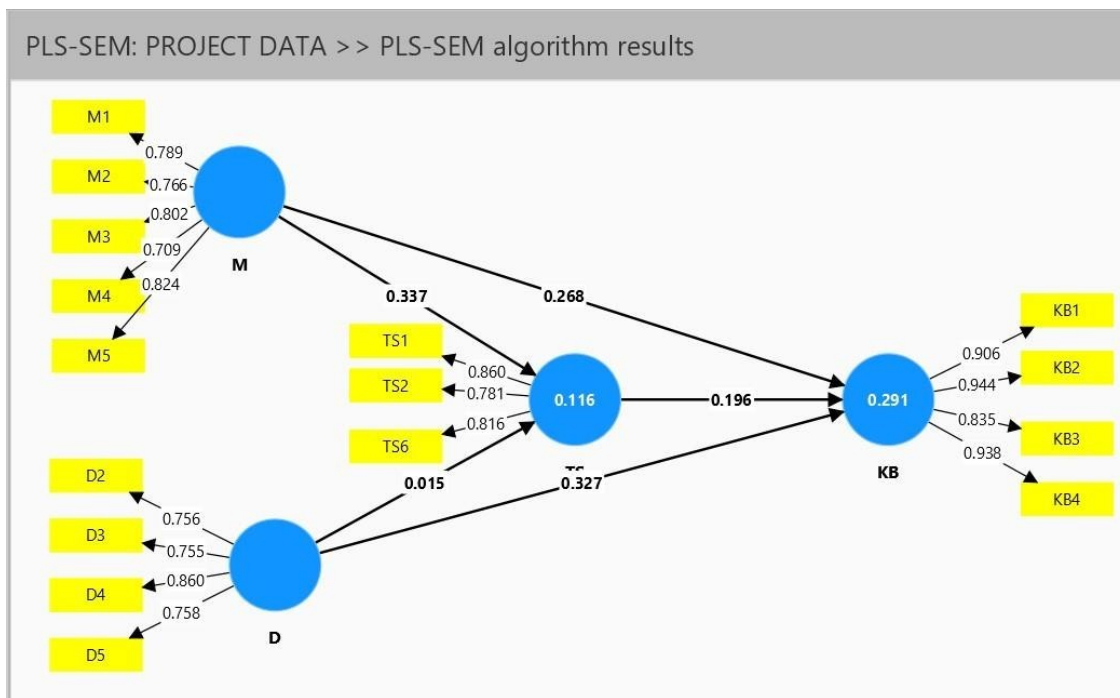 PLS-SEM: PROJECT DATA >> PLS-SEM algorithm results
M1
0.789
M2
0.766
0.802
M3
0.709
M4
0.824
M5
M
0.337
0.268
TS1
0.860
TS2
0.781
0.816
TS6
0.116
0.196
0.291
KB
KB1
0.906
KB2
0.944
0.835
KB3
0.938
KB4
0.015
0.327
D2
0.756
D3
0.755
D4
0.860
0.758
D5
D